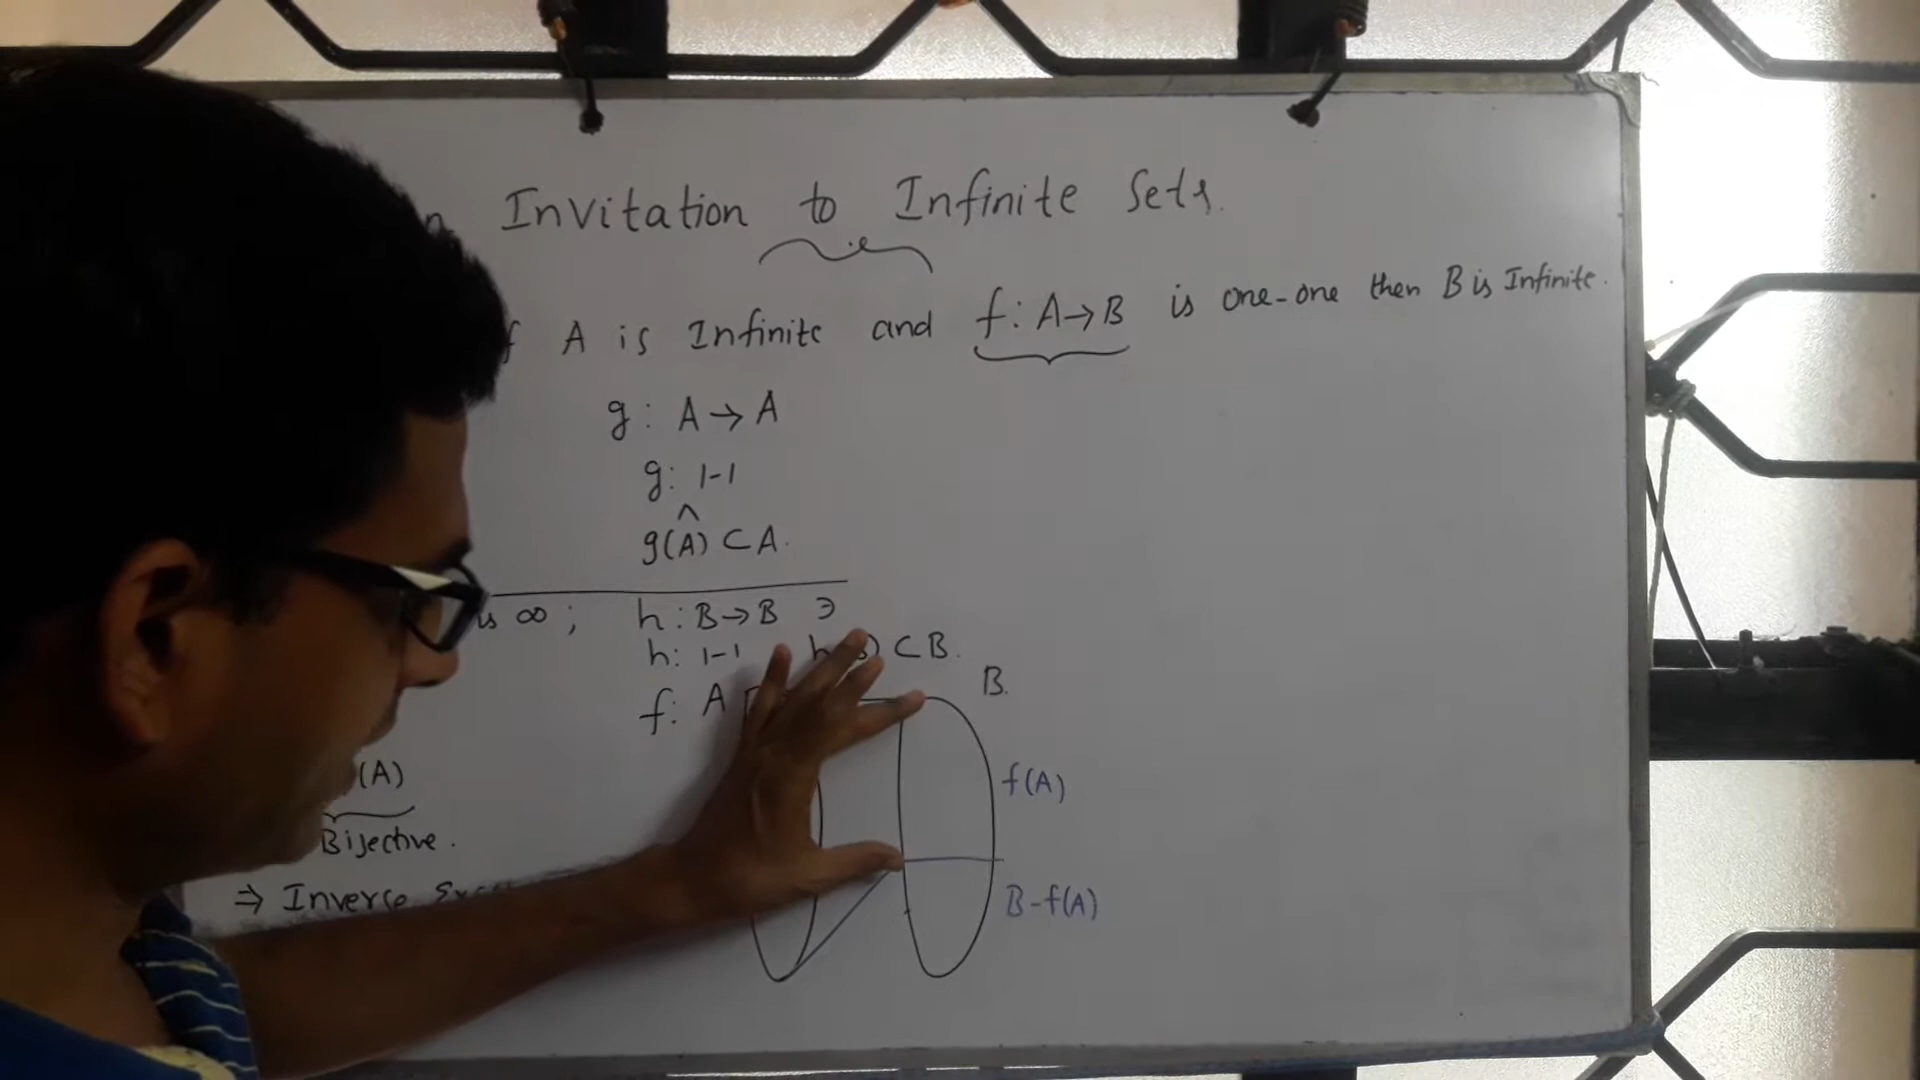 Invitation to Infinite Sets.
A is Infinite and f: A→B is one-one then B is Infinite.
g: A→A
g: 1-1
^
g(A) ⊂ A.
is ∞ ; h: B→B ∋
h: 1-1 ⊂ B.
f: A
B.
(A)
f(A)
Bijective.
⇒ Inverse
B-f(A)